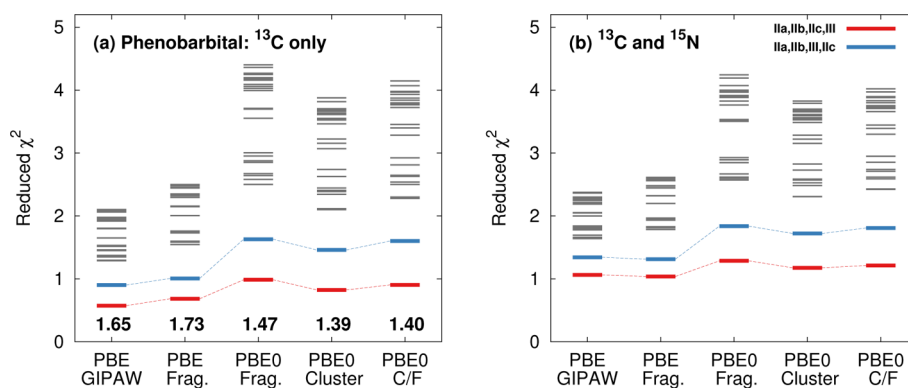 (a) Phenobarbital: ¹³C only
Reduced χ²
5
4
3
2
1
0
1.65 1.73 1.47 1.39 1.40
PBE GIPAW
PBE Frag.
PBE0 Frag.
PBE0 Cluster
PBE0 C/F
(b) ¹³C and ¹⁵N
IIa,IIb,IIc,III
IIa,IIb,III,IIc
Reduced χ²
5
4
3
2
1
0
PBE GIPAW
PBE Frag.
PBE0 Frag.
PBE0 Cluster
PBE0 C/F